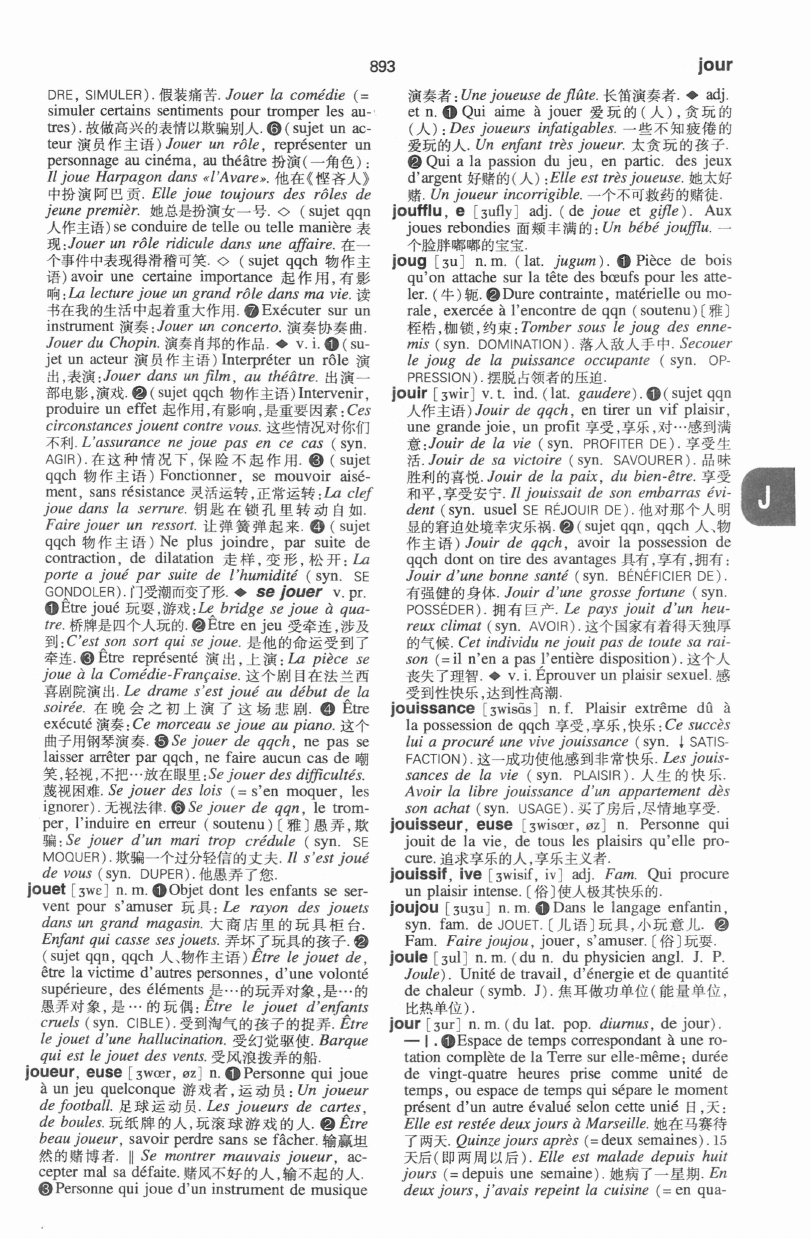 893
jour
DRE, SIMULER). 假装痛苦. Jouer la comédie (=
simuler certains sentiments pour tromper les au-
tres). 故做高兴的表情以欺骗别人. ❻ (sujet un ac-
teur 演员作主语) Jouer un rôle, représenter un
personnage au cinéma, au théâtre 扮演(一角色):
Il joue Harpagon dans «l'Avare». 他在《悭吝人》
中扮演阿巴贡. Elle joue toujours des rôles de
jeune premièr. 她总是扮演女一号. ◇ (sujet qqn
人作主语) se conduire de telle ou telle manière 表
现: Jouer un rôle ridicule dans une affaire. 在一
个事件中表现得滑稽可笑. ◇ (sujet qqch 物作主
语) avoir une certaine importance 起作用,有影
响: La lecture joue un grand rôle dans ma vie. 读
书在我的生活中起着重大作用. ❼ Exécuter sur un
instrument 演奏: Jouer un concerto. 演奏协奏曲.
Jouer du Chopin. 演奏肖邦的作品. ◆ v. i. ❶ (su-
jet un acteur 演员作主语) Interpréter un rôle 演
出,表演: Jouer dans un film, au théâtre. 出演一
部电影,演戏. ❷ (sujet qqch 物作主语) Intervenir,
produire un effet 起作用,有影响,是重要因素: Ces
circonstances jouent contre vous. 这些情况对你们
不利. L'assurance ne joue pas en ce cas (syn.
AGIR). 在这种情况下,保险不起作用. ❸ (sujet
qqch 物作主语) Fonctionner, se mouvoir aisé-
ment, sans résistance 灵活运转,正常运转: La clef
joue dans la serrure. 钥匙在锁孔里转动自如.
Faire jouer un ressort. 让弹簧弹起来. ❹ (sujet
qqch 物作主语) Ne plus joindre, par suite de
contraction, de dilatation 走样,变形,松开: La
porte a joué par suite de l'humidité (syn. SE
GONDOLER). 门受潮而变了形. ◆ se jouer v. pr.
❶ Être joué 玩耍,游戏: Le bridge se joue à qua-
tre. 桥牌是四个人玩的. ❷ Être en jeu 受牵连,涉及
到: C'est son sort qui se joue. 是他的命运受到了
牵连. ❸ Être représenté 演出,上演: La pièce se
joue à la Comédie-Française. 这个剧目在法兰西
喜剧院演出. Le drame s'est joué au début de la
soirée. 在晚会之初上演了这场悲剧. ❹ Être
exécuté 演奏: Ce morceau se joue au piano. 这个
曲子用钢琴演奏. ❺ Se jouer de qqch, ne pas se
laisser arrêter par qqch, ne faire aucun cas de 嘲
笑,轻视,不把…放在眼里: Se jouer des difficultés.
蔑视困难. Se jouer des lois (= s'en moquer, les
ignorer). 无视法律. ❻ Se jouer de qqn, le trom-
per, l'induire en erreur (soutenu) [雅] 愚弄,欺
骗: Se jouer d'un mari trop crédule (syn. SE
MOQUER). 欺骗一个过分轻信的丈夫. Il s'est joué
de vous (syn. DUPER). 他愚弄了您.
jouet [ʒwɛ] n. m. ❶ Objet dont les enfants se ser-
vent pour s'amuser 玩具: Le rayon des jouets
dans un grand magasin. 大商店里的玩具柜台.
Enfant qui casse ses jouets. 弄坏了玩具的孩子. ❷
(sujet qqn, qqch 人、物作主语) Être le jouet de,
être la victime d'autres personnes, d'une volonté
supérieure, des éléments 是…的玩弄对象,是…的
愚弄对象,是…的玩偶: Être le jouet d'enfants
cruels (syn. CIBLE). 受到淘气的孩子的捉弄. Être
le jouet d'une hallucination. 受幻觉驱使. Barque
qui est le jouet des vents. 受风浪拨弄的船.
joueur, euse [ʒwœr, øz] n. ❶ Personne qui joue
à un jeu quelconque 游戏者,运动员: Un joueur
de football. 足球运动员. Les joueurs de cartes,
de boules. 玩纸牌的人,玩滚球游戏的人. ❷ Être
beau joueur, savoir perdre sans se fâcher. 输赢坦
然的赌博者. ‖ Se montrer mauvais joueur, ac-
cepter mal sa défaite. 赌风不好的人,输不起的人.
❸ Personne qui joue d'un instrument de musique
演奏者: Une joueuse de flûte. 长笛演奏者. ◆ adj.
et n. ❶ Qui aime à jouer 爱玩的(人),贪玩的
(人): Des joueurs infatigables. 一些不知疲倦的
爱玩的人. Un enfant très joueur. 太贪玩的孩子.
❷ Qui a la passion du jeu, en partic. des jeux
d'argent 好赌的(人): Elle est très joueuse. 她太好
赌. Un joueur incorrigible. 一个不可救药的赌徒.
joufflu, e [ʒufly] adj. (de joue et gifle). Aux
joues rebondies 面颊丰满的: Un bébé joufflu. 一
个脸胖嘟嘟的宝宝.
joug [ʒu] n. m. (lat. jugum). ❶ Pièce de bois
qu'on attache sur la tête des bœufs pour les atte-
ler. (牛)轭. ❷ Dure contrainte, matérielle ou mo-
rale, exercée à l'encontre de qqn (soutenu) [雅]
桎梏,枷锁,约束: Tomber sous le joug des enne-
mis (syn. DOMINATION). 落入敌人手中. Secouer
le joug de la puissance occupante (syn. OP-
PRESSION). 摆脱占领者的压迫.
jouir [ʒwir] v. t. ind. (lat. gaudere). ❶ (sujet qqn
人作主语) Jouir de qqch, en tirer un vif plaisir,
une grande joie, un profit 享受,享乐,对…感到满
意: Jouir de la vie (syn. PROFITER DE). 享受生
活. Jouir de sa victoire (syn. SAVOURER). 品味
胜利的喜悦. Jouir de la paix, du bien-être. 享受
和平,享受安宁. Il jouissait de son embarras évi-
dent (syn. usuel SE RÉJOUIR DE). 他对那个人明
显的窘迫处境幸灾乐祸. ❷ (sujet qqn, qqch 人、物
作主语) Jouir de qqch, avoir la possession de
qqch dont on tire des avantages 具有,享有,拥有:
Jouir d'une bonne santé (syn. BÉNÉFICIER DE).
有强健的身体. Jouir d'une grosse fortune (syn.
POSSÉDER). 拥有巨产. Le pays jouit d'un heu-
reux climat (syn. AVOIR). 这个国家有着得天独厚
的气候. Cet individu ne jouit pas de toute sa rai-
son (= il n'en a pas l'entière disposition). 这个人
丧失了理智. ◆ v. i. Éprouver un plaisir sexuel. 感
受到性快乐,达到性高潮.
jouissance [ʒwisɑ̃s] n. f. Plaisir extrême dû à
la possession de qqch 享受,享乐,快乐: Ce succès
lui a procuré une vive jouissance (syn. ↓ SATIS-
FACTION). 这一成功使他感到非常快乐. Les jouis-
sances de la vie (syn. PLAISIR). 人生的快乐.
Avoir la libre jouissance d'un appartement dès
son achat (syn. USAGE). 买了房后,尽情地享受.
jouisseur, euse [ʒwisœr, øz] n. Personne qui
jouit de la vie, de tous les plaisirs qu'elle pro-
cure. 追求享乐的人,享乐主义者.
jouissif, ive [ʒwisif, iv] adj. Fam. Qui procure
un plaisir intense. [俗]使人极其快乐的.
joujou [ʒuʒu] n. m. ❶ Dans le langage enfantin,
syn. fam. de JOUET. [儿语]玩具,小玩意儿. ❷
Fam. Faire joujou, jouer, s'amuser. [俗]玩耍.
joule [ʒul] n. m. (du n. du physicien angl. J. P.
Joule). Unité de travail, d'énergie et de quantité
de chaleur (symb. J). 焦耳做功单位(能量单位,
比热单位).
jour [ʒur] n. m. (du lat. pop. diurnus, de jour).
— Ⅰ. ❶ Espace de temps correspondant à une ro-
tation complète de la Terre sur elle-même; durée
de vingt-quatre heures prise comme unité de
temps, ou espace de temps qui sépare le moment
présent d'un autre évalué selon cette unié 日,天:
Elle est restée deux jours à Marseille. 她在马赛待
了两天. Quinze jours après (= deux semaines). 15
天后(即两周以后). Elle est malade depuis huit
jours (= depuis une semaine). 她病了一星期. En
deux jours, j'avais repeint la cuisine (= en qua-
J